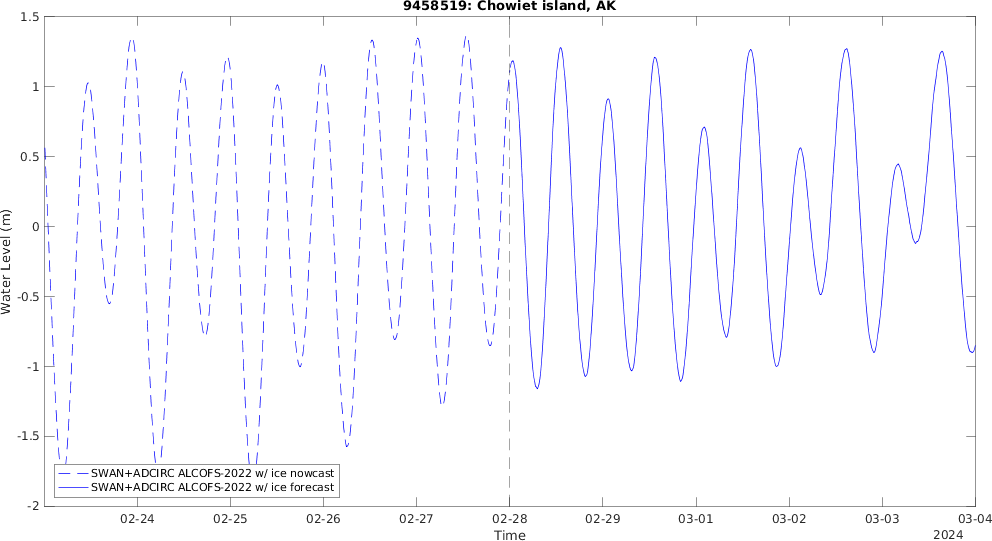 9458519: Chowiet island, AK
Water Level (m)
1.5
1
0.5
0
-0.5
-1
-1.5
-2
SWAN+ADCIRC ALCOFS-2022 w/ ice nowcast
SWAN+ADCIRC ALCOFS-2022 w/ ice forecast
02-24 02-25 02-26 02-27 02-28 02-29 03-01 03-02 03-03 03-04
Time
2024